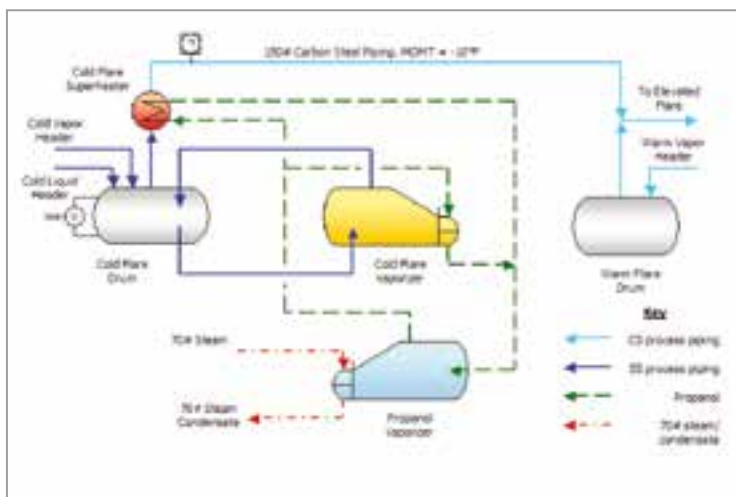 150# Carbon Steel Piping, MDMT = -20°F
Cold Flare
Superheater
To Elevated
Flare
Cold Vapor
Header
Warm Vapor
Header
Cold Liquid
Header
Cold Flare
Drum
Cold Flare
Vaporizer
Warm Flare
Drum
Key
CS process piping
SS process piping
Propanol
70# steam/
condensate
70# Steam
70# Steam
Condensate
Propanol
Vaporizer